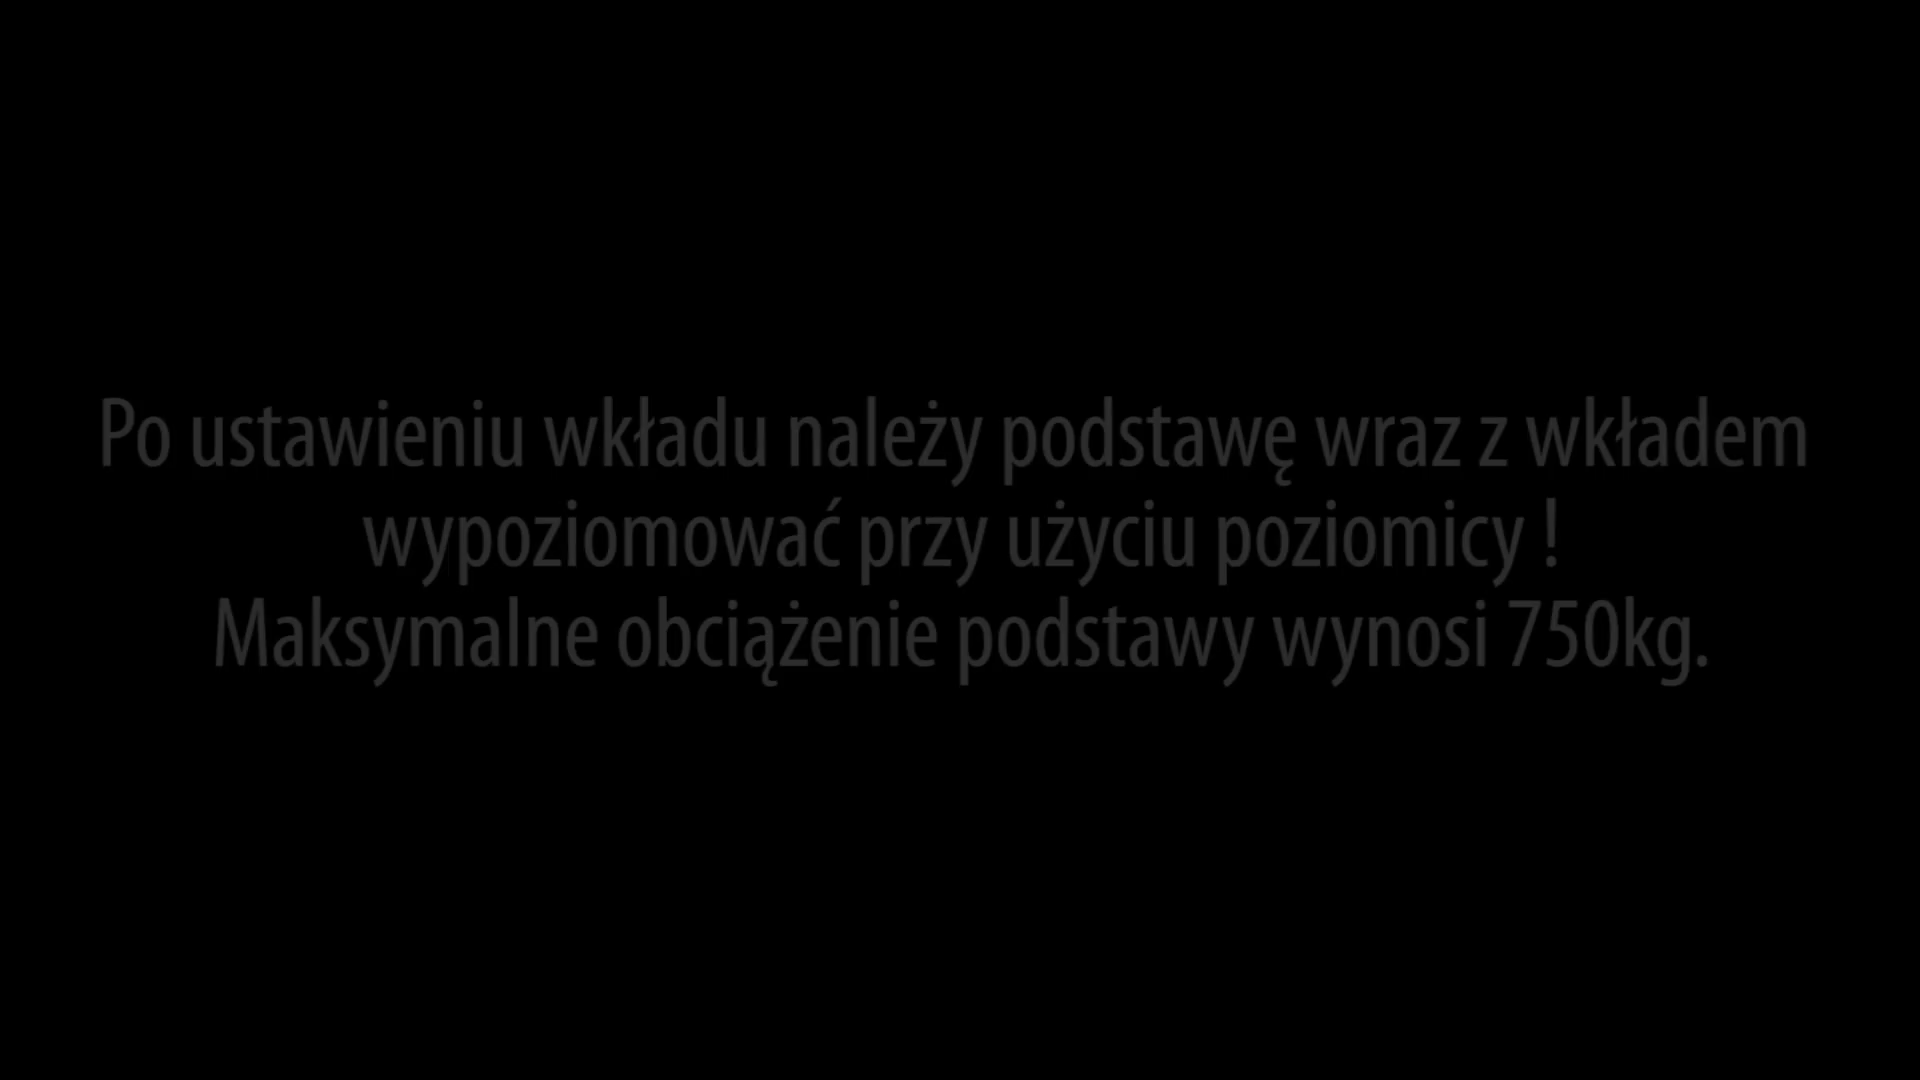 Po ustawieniu wkładu należy podstawę wraz z wkładem
wypoziomować przy użyciu poziomicy !
Maksymalne obciążenie podstawy wynosi 750kg.